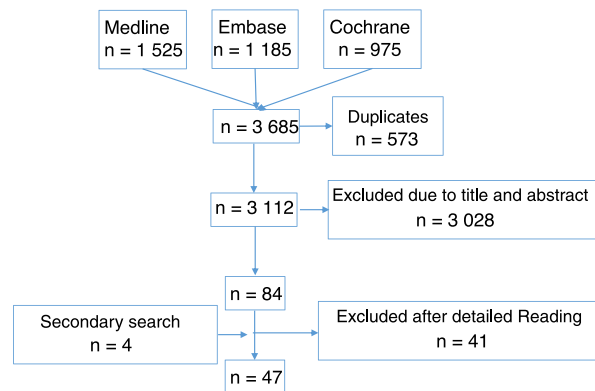 Medline
n = 1 525
Embase
n = 1 185
Cochrane
n = 975
n = 3 685
Duplicates
n = 573
n = 3 112
Excluded due to title and abstract
n = 3 028
n = 84
Secondary search
n = 4
Excluded after detailed Reading
n = 41
n = 47